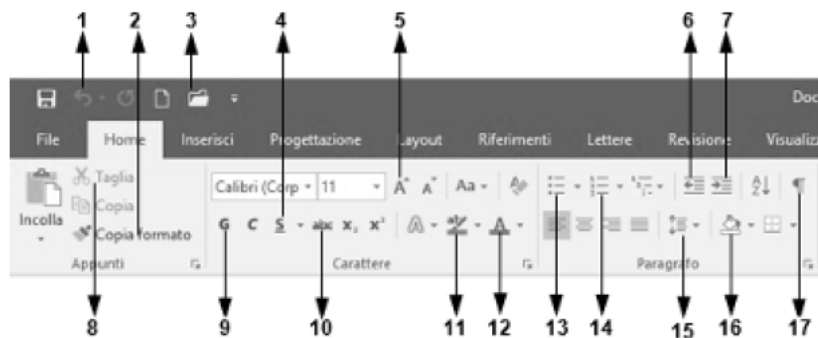 1 2 3 4 5 6 7
Doc
File Home Inserisci Progettazione Layout Riferimenti Lettere Revisione Visualizz
Taglia
Calibri (Corp 11 A A Aa
Incolla Copia
Copia formato
G C S abc x₂ x² A ab A
Appunti Carattere Paragrafo
8 9 10 11 12 13 14 15 16 17